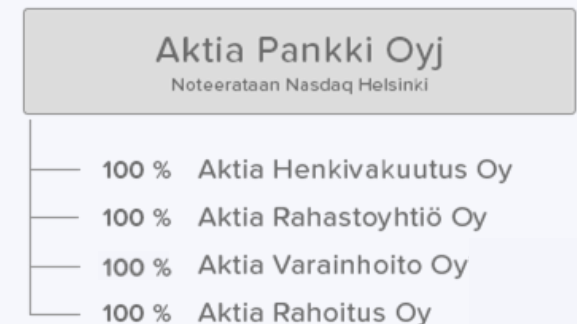 Aktia Pankki Oyj
Noteerataan Nasdaq Helsinki
100 % Aktia Henkivakuutus Oy
100 % Aktia Rahastoyhtiö Oy
100 % Aktia Varainhoito Oy
100 % Aktia Rahoitus Oy